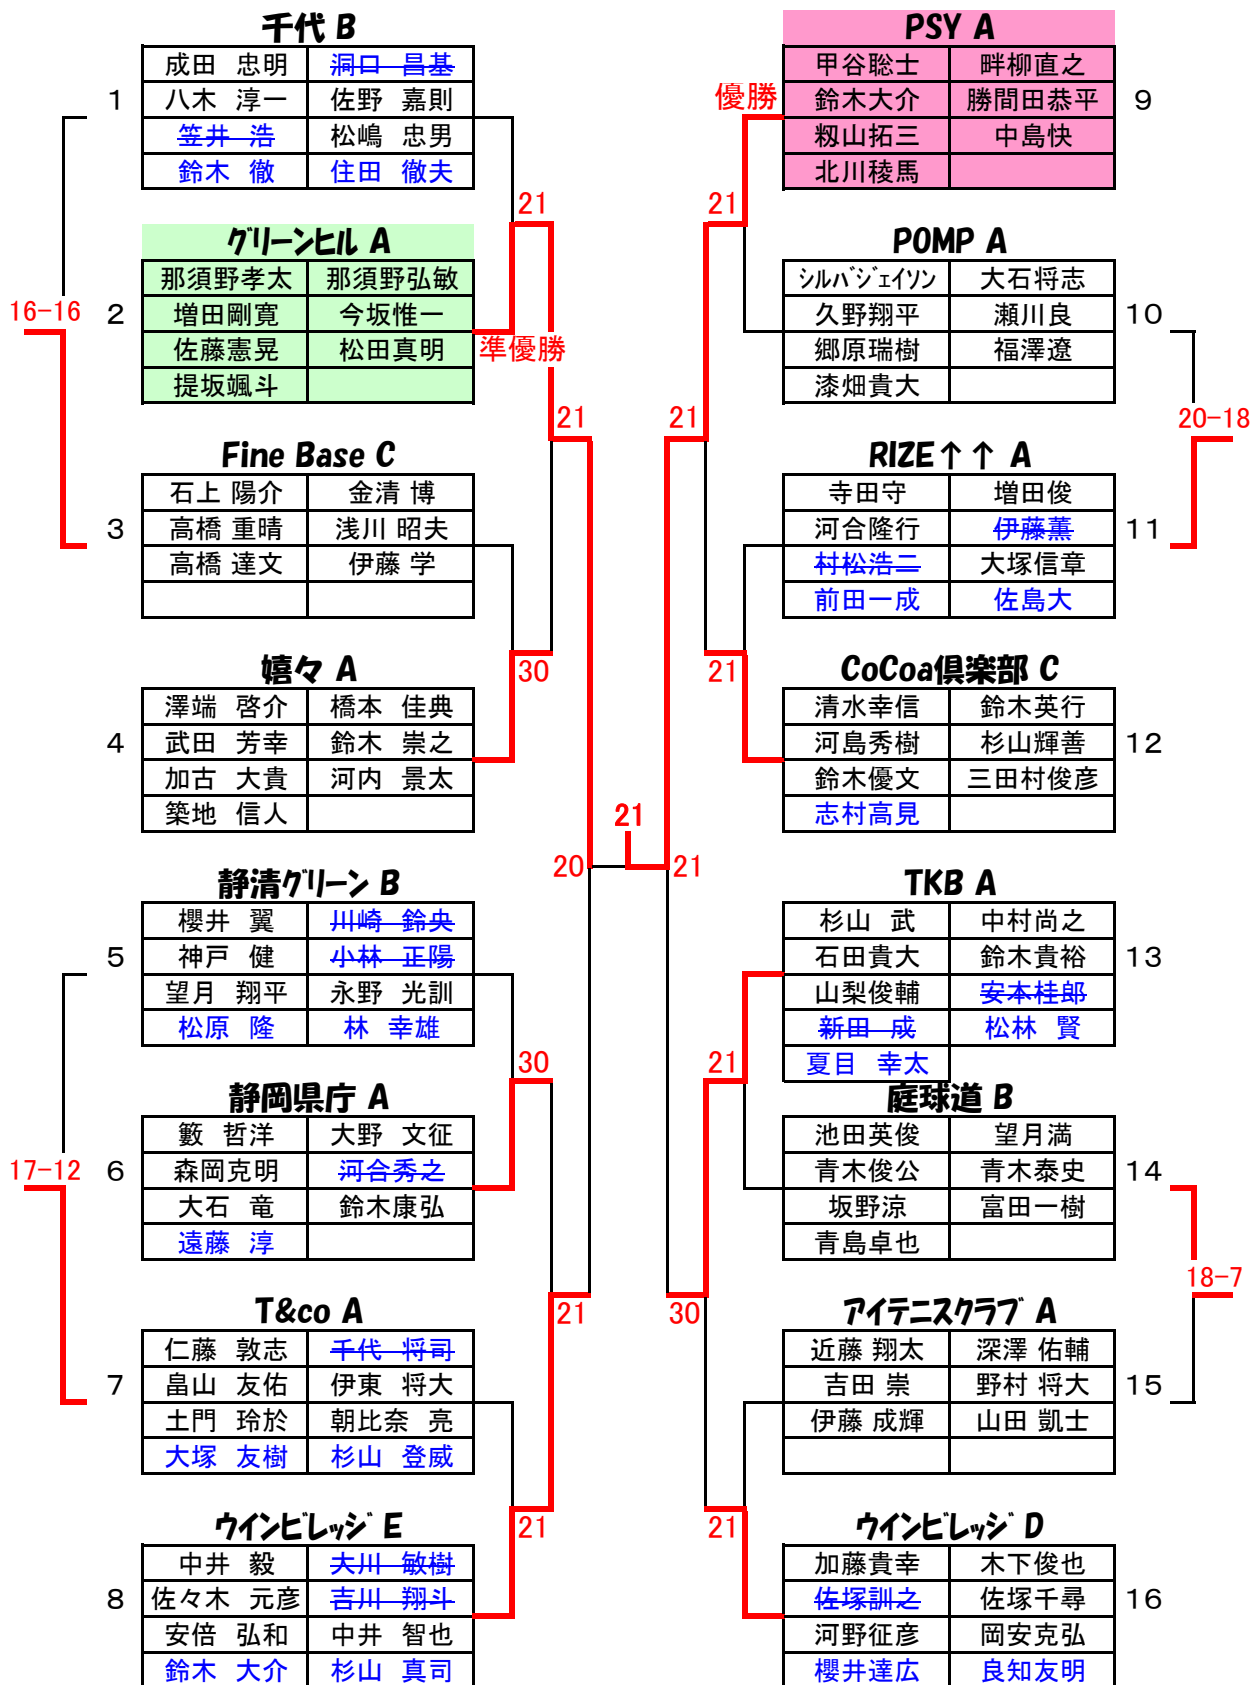 千代 B
成田 忠明 洞口 昌基
1 八木 淳一 佐野 嘉則
笠井 浩 松嶋 忠男
鈴木 徹 住田 徹夫
21
グリーンヒル A
那須野孝太 那須野弘敏
16-16 2 増田剛寛 今坂惟一
佐藤憲晃 松田真明 準優勝
提坂颯斗
21
Fine Base C
石上 陽介 金清 博
3 高橋 重晴 浅川 昭夫
高橋 達文 伊藤 学
30
嬉々 A
澤端 啓介 橋本 佳典
4 武田 芳幸 鈴木 崇之
加古 大貴 河内 景太
築地 信人
21
20 21
静清グリーン B
櫻井 翼 川崎 鈴央
5 神戸 健 小林 正陽
望月 翔平 永野 光訓
松原 隆 林 幸雄
30
静岡県庁 A
籔 哲洋 大野 文征
17-12 6 森岡克明 河合秀之
大石 竜 鈴木康弘
遠藤 淳
21
T&co A
仁藤 敦志 千代 将司
7 畠山 友佑 伊東 将大
土門 玲於 朝比奈 亮
大塚 友樹 杉山 登威
21
ウインビレッジ E
中井 毅 大川 敏樹
8 佐々木 元彦 吉川 翔斗
安倍 弘和 中井 智也
鈴木 大介 杉山 真司
PSY A
甲谷聡士 畔柳直之
優勝 鈴木大介 勝間田恭平 9
籾山拓三 中島快
北川稜馬
21
POMP A
シルバジェイソン 大石将志
久野翔平 瀬川良 10
郷原瑞樹 福澤遼
漆畑貴大
21 20-18
RIZE↑↑ A
寺田守 増田俊
河合隆行 伊藤薫 11
村松浩二 大塚信章
前田一成 佐島大
21
CoCoa倶楽部 C
清水幸信 鈴木英行
河島秀樹 杉山輝善 12
鈴木優文 三田村俊彦
志村高見
TKB A
杉山 武 中村尚之
石田貴大 鈴木貴裕 13
山梨俊輔 安本桂郎
新田 成 松林 賢
夏目 幸太
21
庭球道 B
池田英俊 望月満
青木俊公 青木泰史 14
坂野涼 富田一樹
青島卓也
30 18-7
アイテニスクラブ A
近藤 翔太 深澤 佑輔
吉田 崇 野村 将大 15
伊藤 成輝 山田 凱士
21
ウインビレッジ D
加藤貴幸 木下俊也
佐塚訓之 佐塚千尋 16
河野征彦 岡安克弘
櫻井達広 良知友明